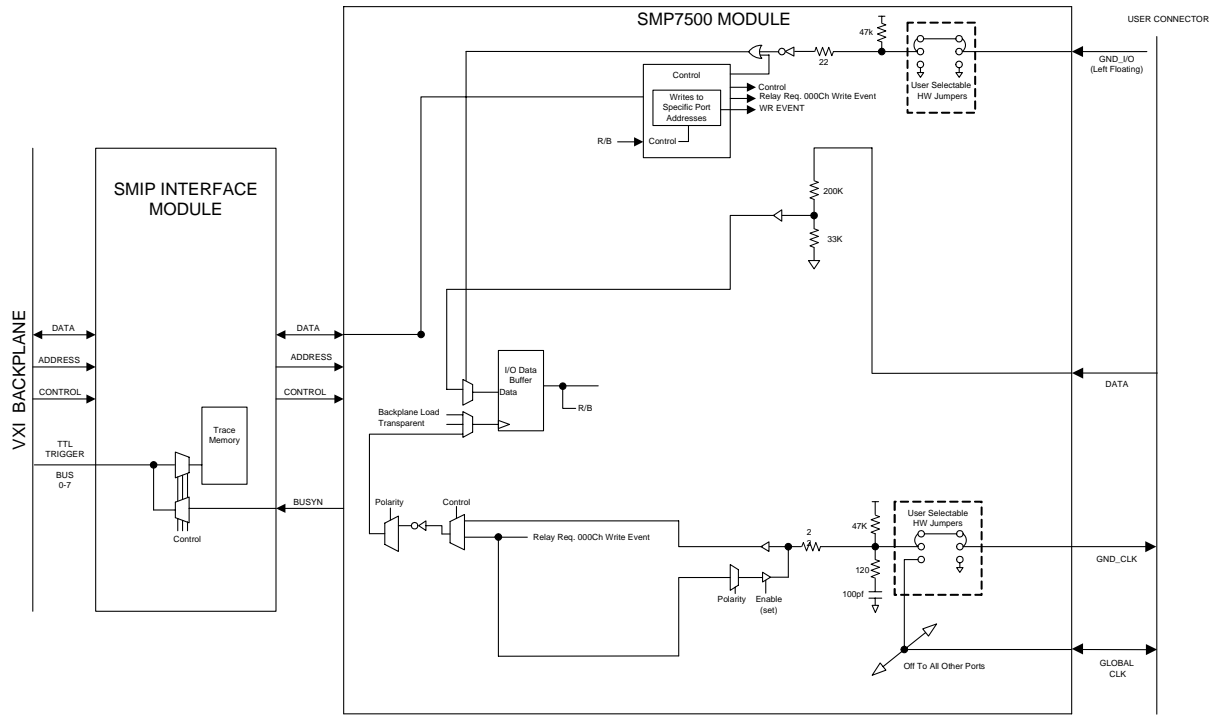 SMP7500 MODULE
USER CONNECTOR
47k
22
GND_I/O
(Left Floating)
User Selectable
HW Jumpers
Control
Control
Relay Req. 000Ch Write Event
WR EVENT
Writes to
Specific Port
Addresses
R/B
Control
SMIP INTERFACE
MODULE
200K
33K
VXI BACKPLANE
DATA
DATA
ADDRESS
ADDRESS
CONTROL
CONTROL
I/O Data
Buffer
Data
R/B
DATA
Backplane Load
Transparent
Trace
Memory
TTL
TRIGGER
BUS
0-7
BUSYN
Control
Polarity
Control
Relay Req. 000Ch Write Event
2
2
47K
User Selectable
HW Jumpers
GND_CLK
120
100pf
Polarity
Enable
(set)
Off To All Other Ports
GLOBAL
CLK